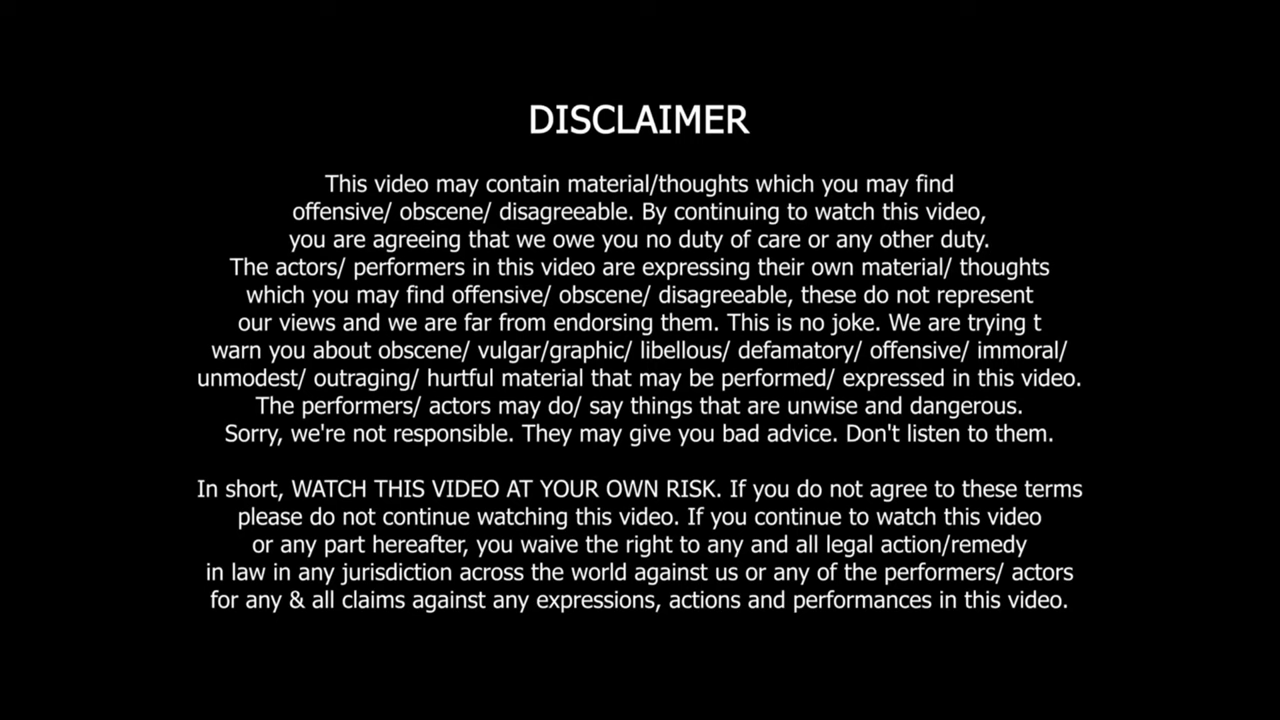 DISCLAIMER
This video may contain material/thoughts which you may find
offensive/ obscene/ disagreeable. By continuing to watch this video,
you are agreeing that we owe you no duty of care or any other duty.
The actors/ performers in this video are expressing their own material/ thoughts
which you may find offensive/ obscene/ disagreeable, these do not represent
our views and we are far from endorsing them. This is no joke. We are trying t
warn you about obscene/ vulgar/graphic/ libellous/ defamatory/ offensive/ immoral/
unmodest/ outraging/ hurtful material that may be performed/ expressed in this video.
The performers/ actors may do/ say things that are unwise and dangerous.
Sorry, we're not responsible. They may give you bad advice. Don't listen to them.
In short, WATCH THIS VIDEO AT YOUR OWN RISK. If you do not agree to these terms
please do not continue watching this video. If you continue to watch this video
or any part hereafter, you waive the right to any and all legal action/remedy
in law in any jurisdiction across the world against us or any of the performers/ actors
for any & all claims against any expressions, actions and performances in this video.